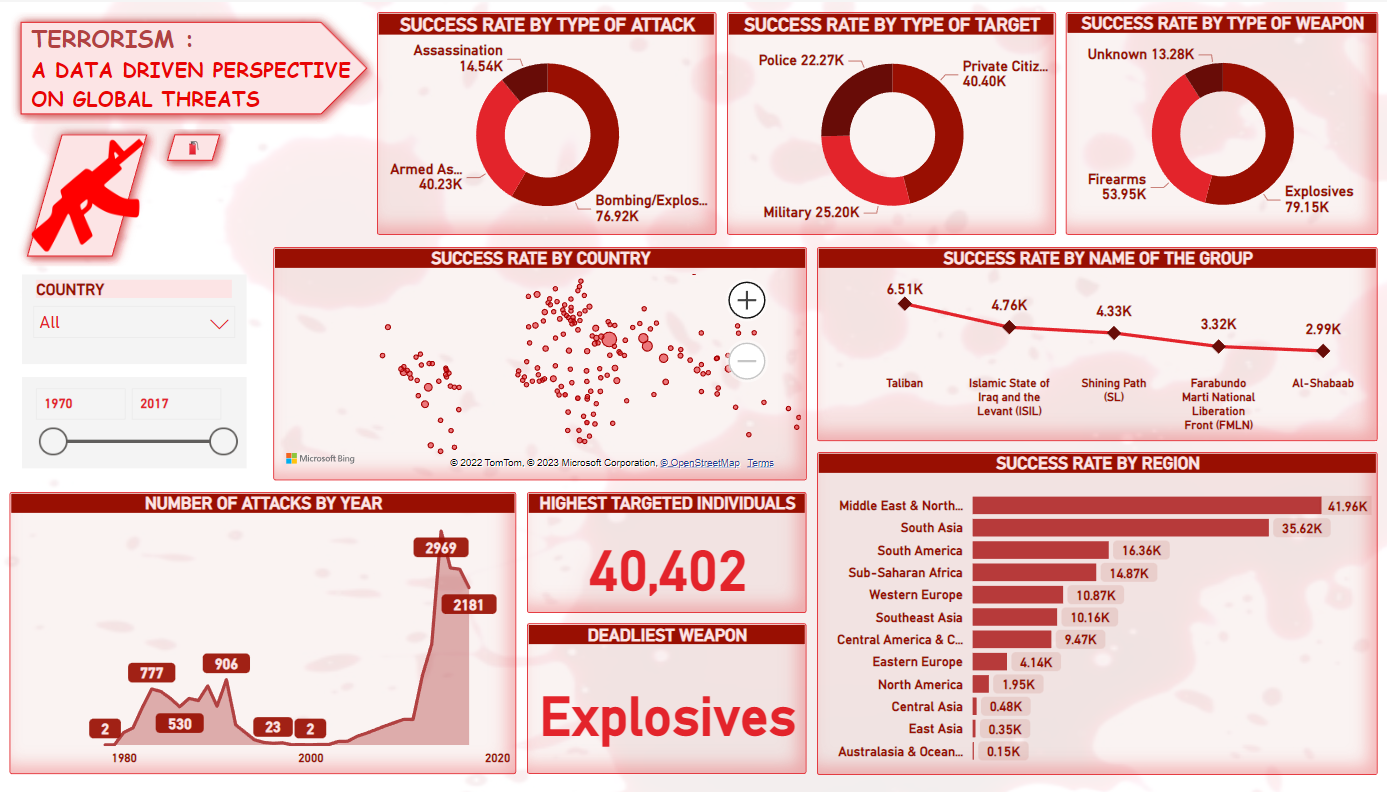 TERRORISM :
A DATA DRIVEN PERSPECTIVE
ON GLOBAL THREATS
SUCCESS RATE BY TYPE OF ATTACK
Assassination
14.54K
Armed As...
40.23K
Bombing/Explos...
76.92K
SUCCESS RATE BY TYPE OF TARGET
Police 22.27K
Private Citiz...
40.40K
Military 25.20K
SUCCESS RATE BY TYPE OF WEAPON
Unknown 13.28K
Firearms
53.95K
Explosives
79.15K
COUNTRY
All
1970
2017
SUCCESS RATE BY COUNTRY
Microsoft Bing
© 2022 TomTom, © 2023 Microsoft Corporation, © OpenStreetMap Terms
SUCCESS RATE BY NAME OF THE GROUP
6.51K
4.76K
4.33K
3.32K
2.99K
Taliban
Islamic State of
Iraq and the
Levant (ISIL)
Shining Path
(SL)
Farabundo
Marti National
Liberation
Front (FMLN)
Al-Shabaab
NUMBER OF ATTACKS BY YEAR
2
777
530
906
23
2
2969
2181
1980
2000
2020
HIGHEST TARGETED INDIVIDUALS
40,402
DEADLIEST WEAPON
Explosives
SUCCESS RATE BY REGION
Middle East & North... 41.96K
South Asia 35.62K
South America 16.36K
Sub-Saharan Africa 14.87K
Western Europe 10.87K
Southeast Asia 10.16K
Central America & C... 9.47K
Eastern Europe 4.14K
North America 1.95K
Central Asia 0.48K
East Asia 0.35K
Australasia & Ocean... 0.15K